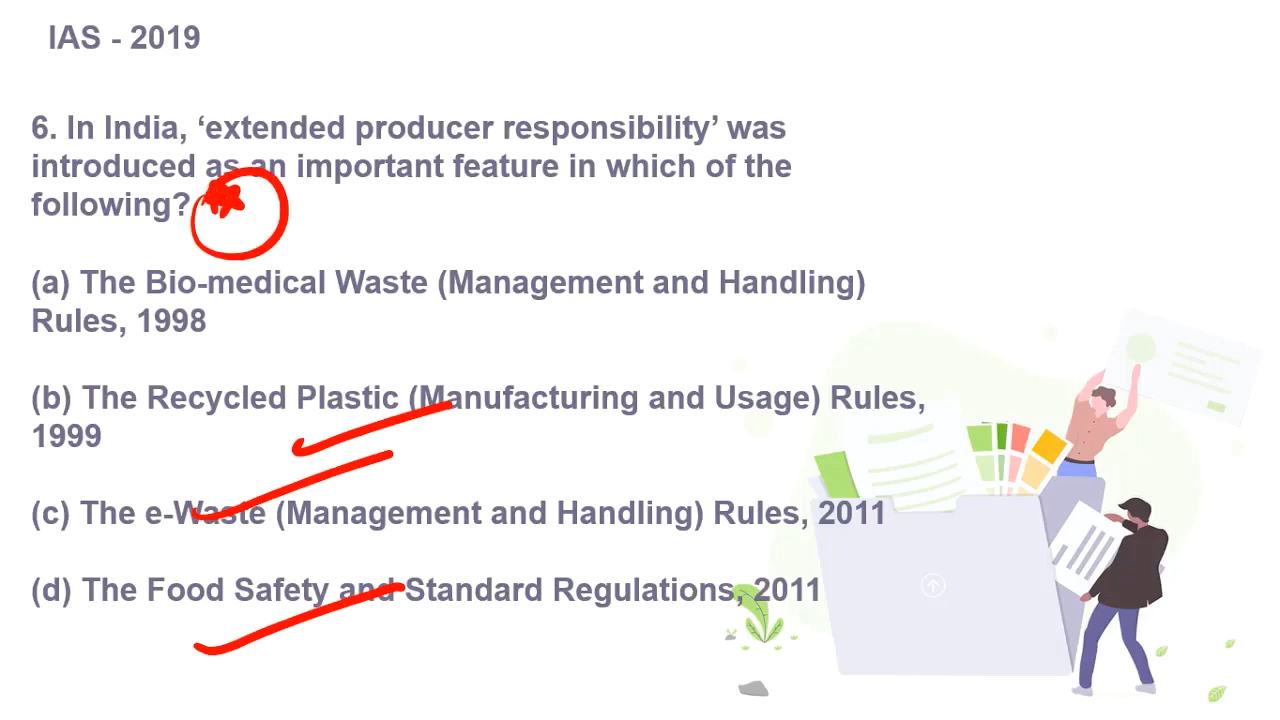 IAS - 2019
6. In India, ‘extended producer responsibility’ was
introduced as an important feature in which of the
following?
(a) The Bio-medical Waste (Management and Handling)
Rules, 1998
(b) The Recycled Plastic (Manufacturing and Usage) Rules,
1999
(c) The e-Waste (Management and Handling) Rules, 2011
(d) The Food Safety and Standard Regulations, 2011